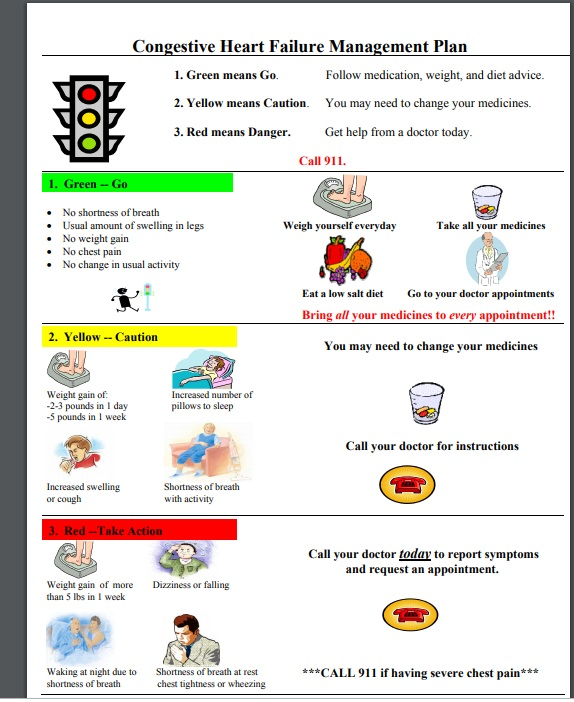 Congestive Heart Failure Management Plan
1. Green means Go. Follow medication, weight, and diet advice.
2. Yellow means Caution. You may need to change your medicines.
3. Red means Danger. Get help from a doctor today.
Call 911.
1. Green -- Go
No shortness of breath
Usual amount of swelling in legs
No weight gain
No chest pain
No change in usual activity
Weigh yourself everyday
Take all your medicines
Eat a low salt diet
Go to your doctor appointments
Bring all your medicines to every appointment!!
2. Yellow -- Caution
Weight gain of:
-2-3 pounds in 1 day
-5 pounds in 1 week
Increased number of
pillows to sleep
Increased swelling
or cough
Shortness of breath
with activity
You may need to change your medicines
Call your doctor for instructions
3. Red --Take Action
Weight gain of more
than 5 lbs in 1 week
Dizziness or falling
Waking at night due to
shortness of breath
Shortness of breath at rest
chest tightness or wheezing
Call your doctor today to report symptoms
and request an appointment.
***CALL 911 if having severe chest pain***